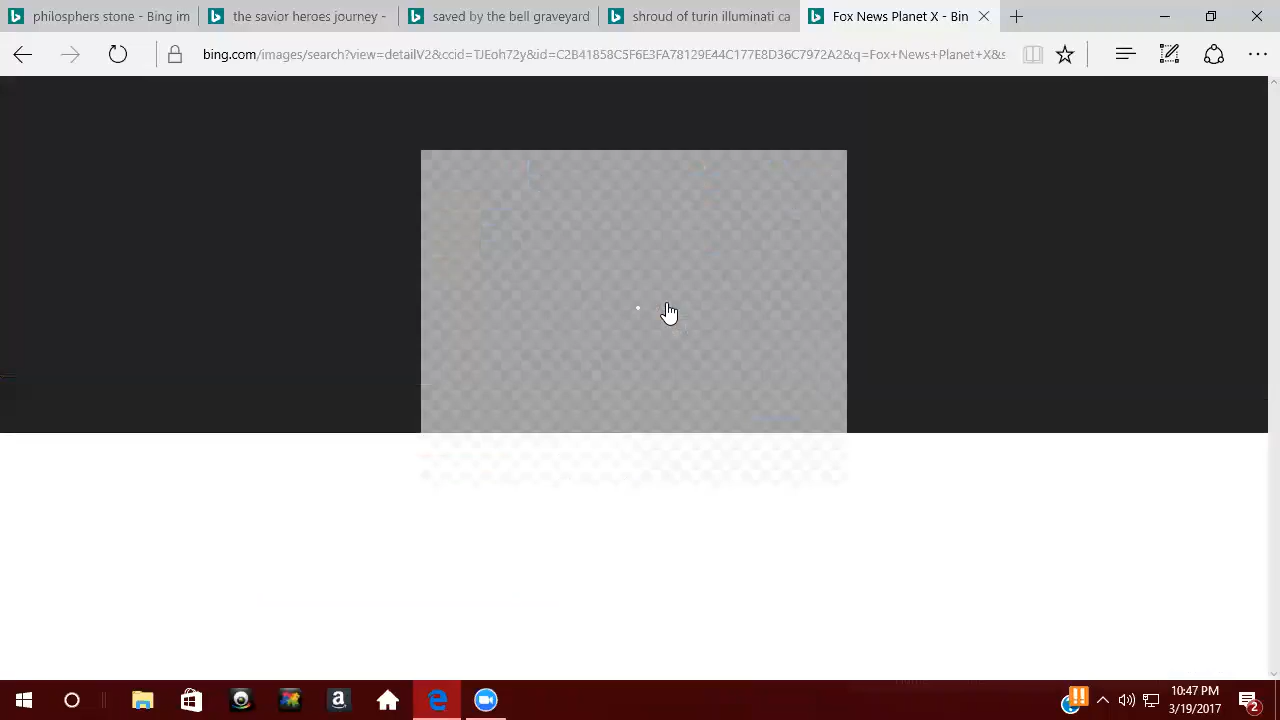 philosphers stone - Bing im
the savior heroes journey -
saved by the bell graveyard
shroud of turin illuminati ca
Fox News Planet X - Bin
bing.com/images/search?view=detailV2&ccid=TJEoh72y&id=C2B41858C5F6E3FA78129E44C177E8D36C7972A2&q=Fox+News+Planet+X&s
10:47 PM
3/19/2017
2